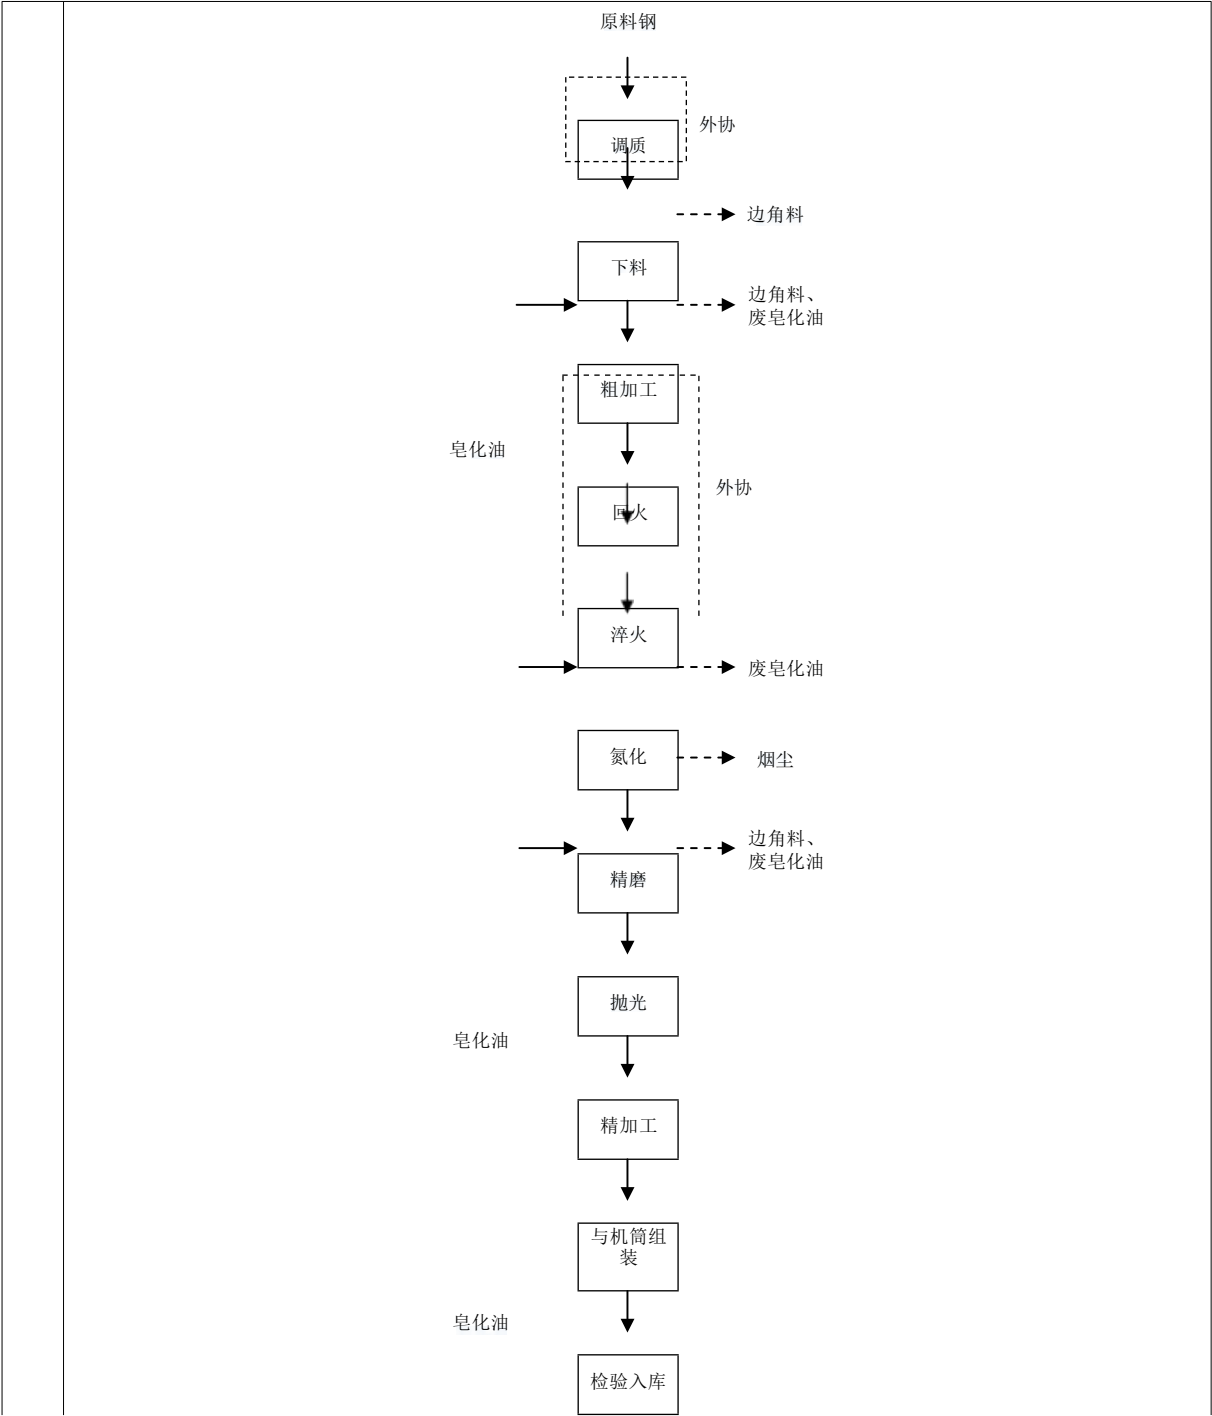 原料钢
外协
调质
边角料
下料
边角料、
废皂化油
粗加工
皂化油
外协
回火
淬火
废皂化油
氮化
烟尘
边角料、
废皂化油
精磨
抛光
皂化油
精加工
与机筒组
装
皂化油
检验入库